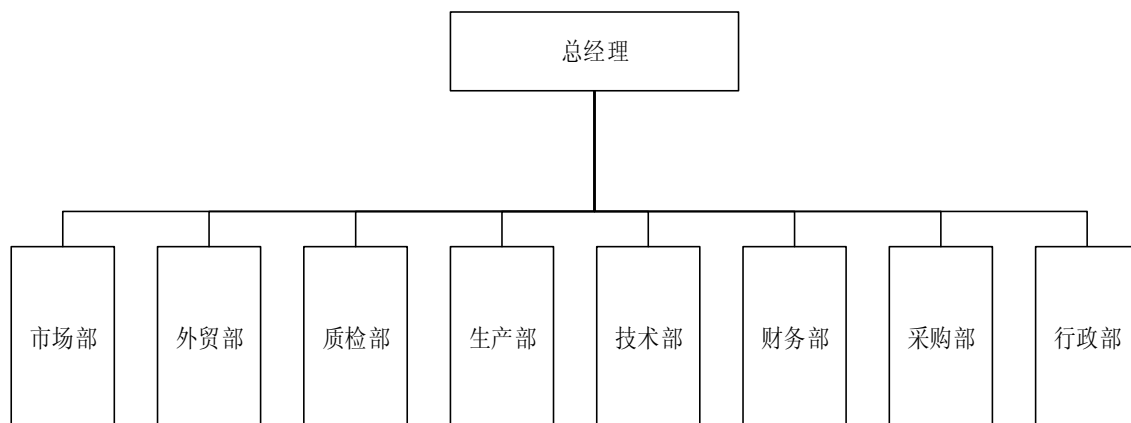 总经理
市场部
外贸部
质检部
生产部
技术部
财务部
采购部
行政部